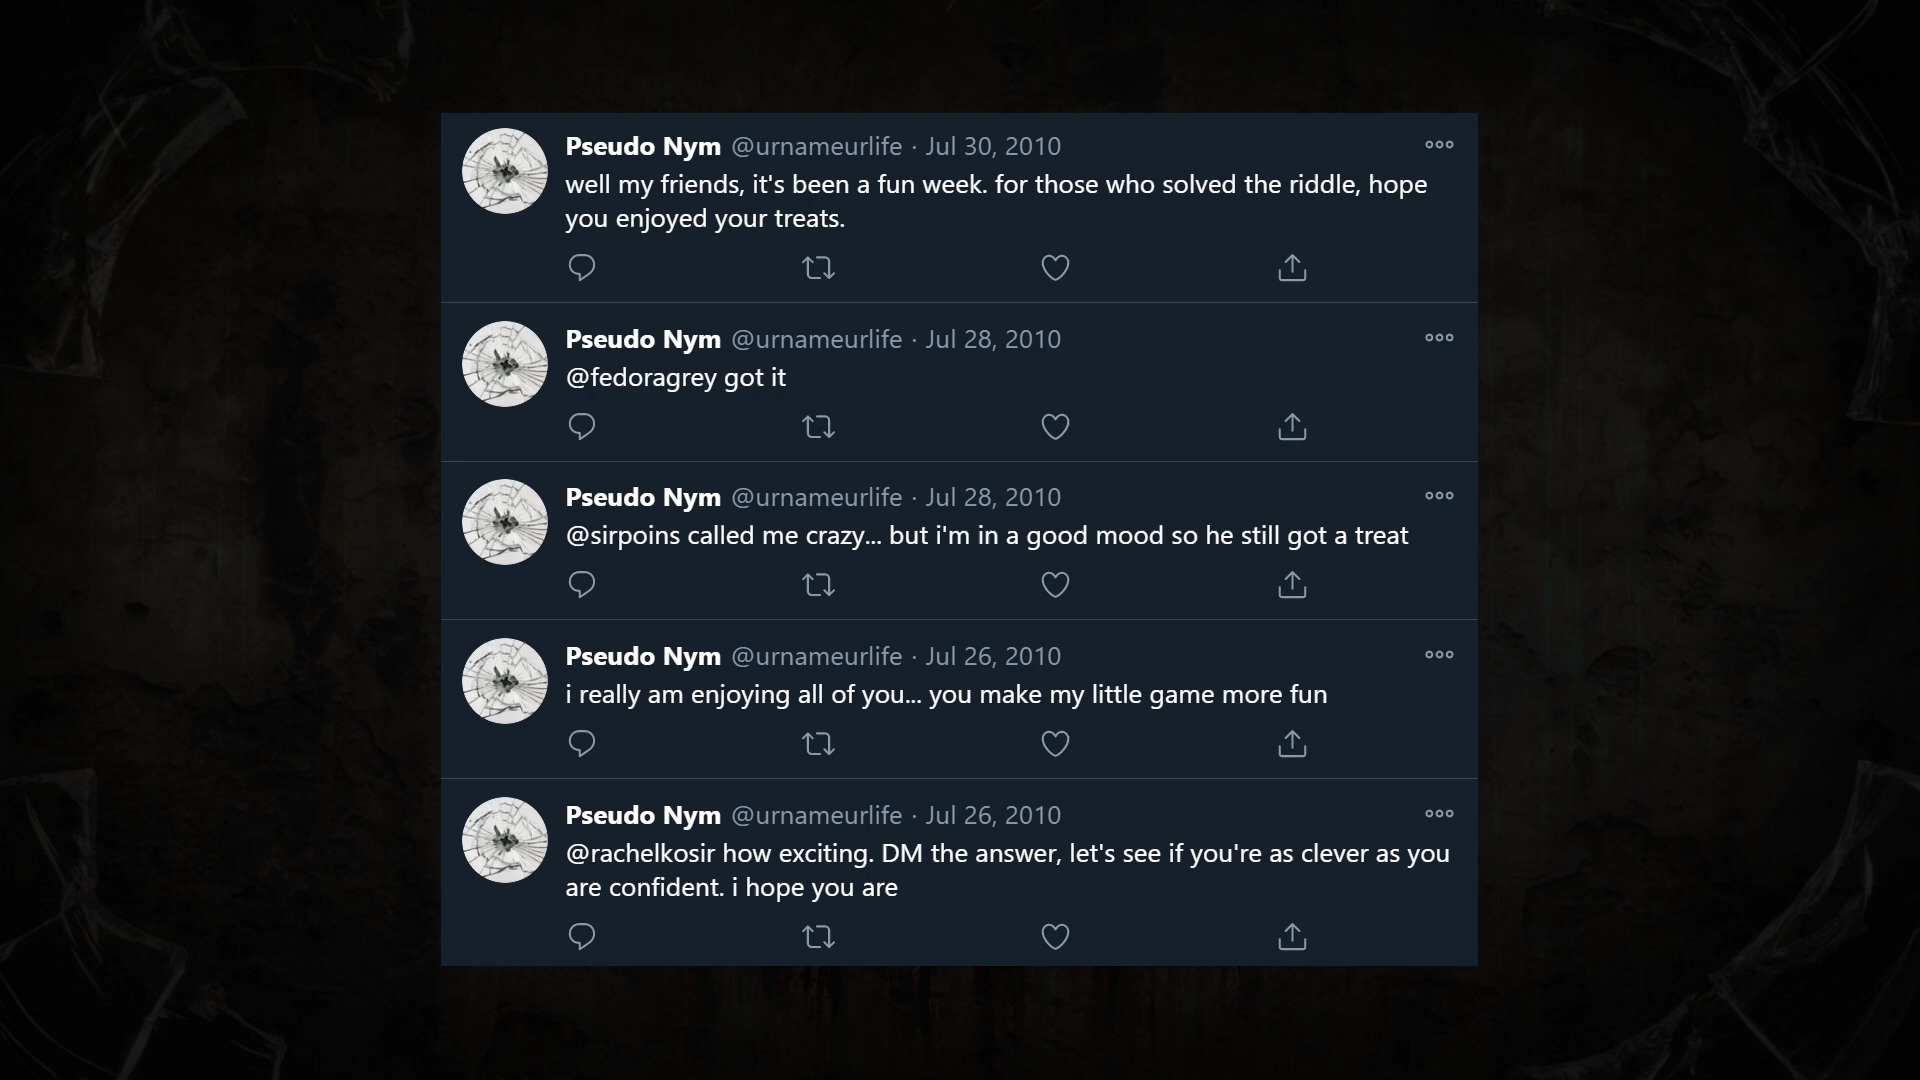 Pseudo Nym @urnameurlife · Jul 30, 2010
well my friends, it's been a fun week. for those who solved the riddle, hope
you enjoyed your treats.
Pseudo Nym @urnameurlife · Jul 28, 2010
@fedoragrey got it
Pseudo Nym @urnameurlife · Jul 28, 2010
@sirpoins called me crazy... but i'm in a good mood so he still got a treat
Pseudo Nym @urnameurlife · Jul 26, 2010
i really am enjoying all of you... you make my little game more fun
Pseudo Nym @urnameurlife · Jul 26, 2010
@rachelkosir how exciting. DM the answer, let's see if you're as clever as you
are confident. i hope you are